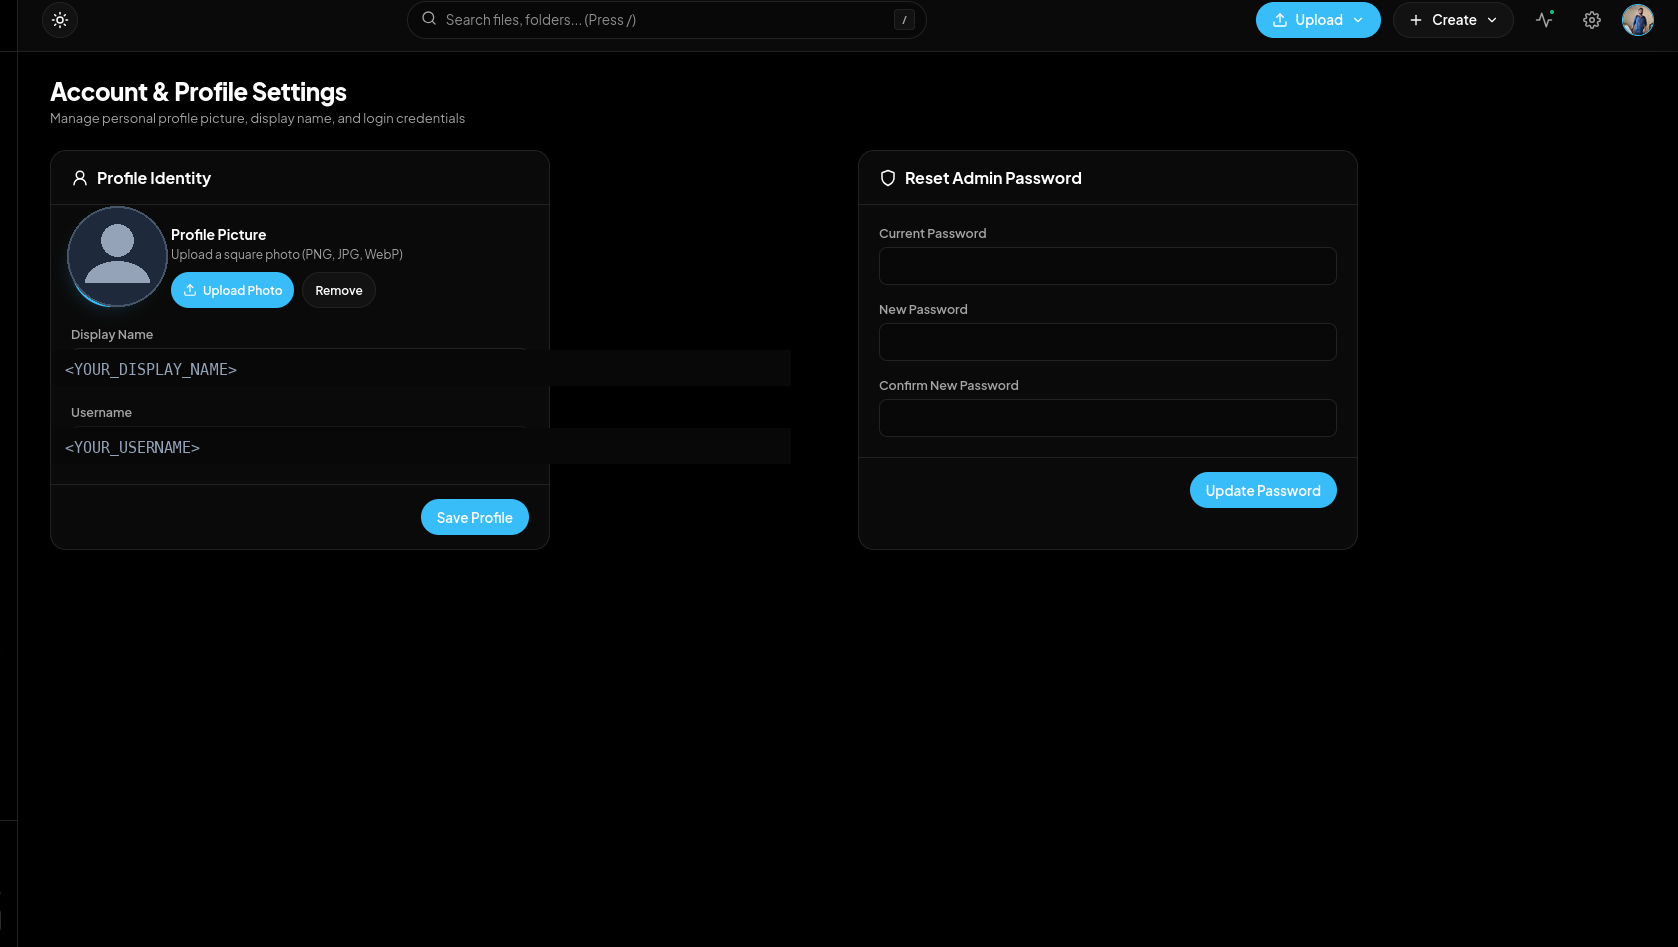 Search files, folders... (Press /)
/
Upload
Create
Account & Profile Settings
Manage personal profile picture, display name, and login credentials
Profile Identity
Profile Picture
Upload a square photo (PNG, JPG, WebP)
Upload Photo
Remove
Display Name
<YOUR_DISPLAY_NAME>
Username
<YOUR_USERNAME>
Save Profile
Reset Admin Password
Current Password
New Password
Confirm New Password
Update Password